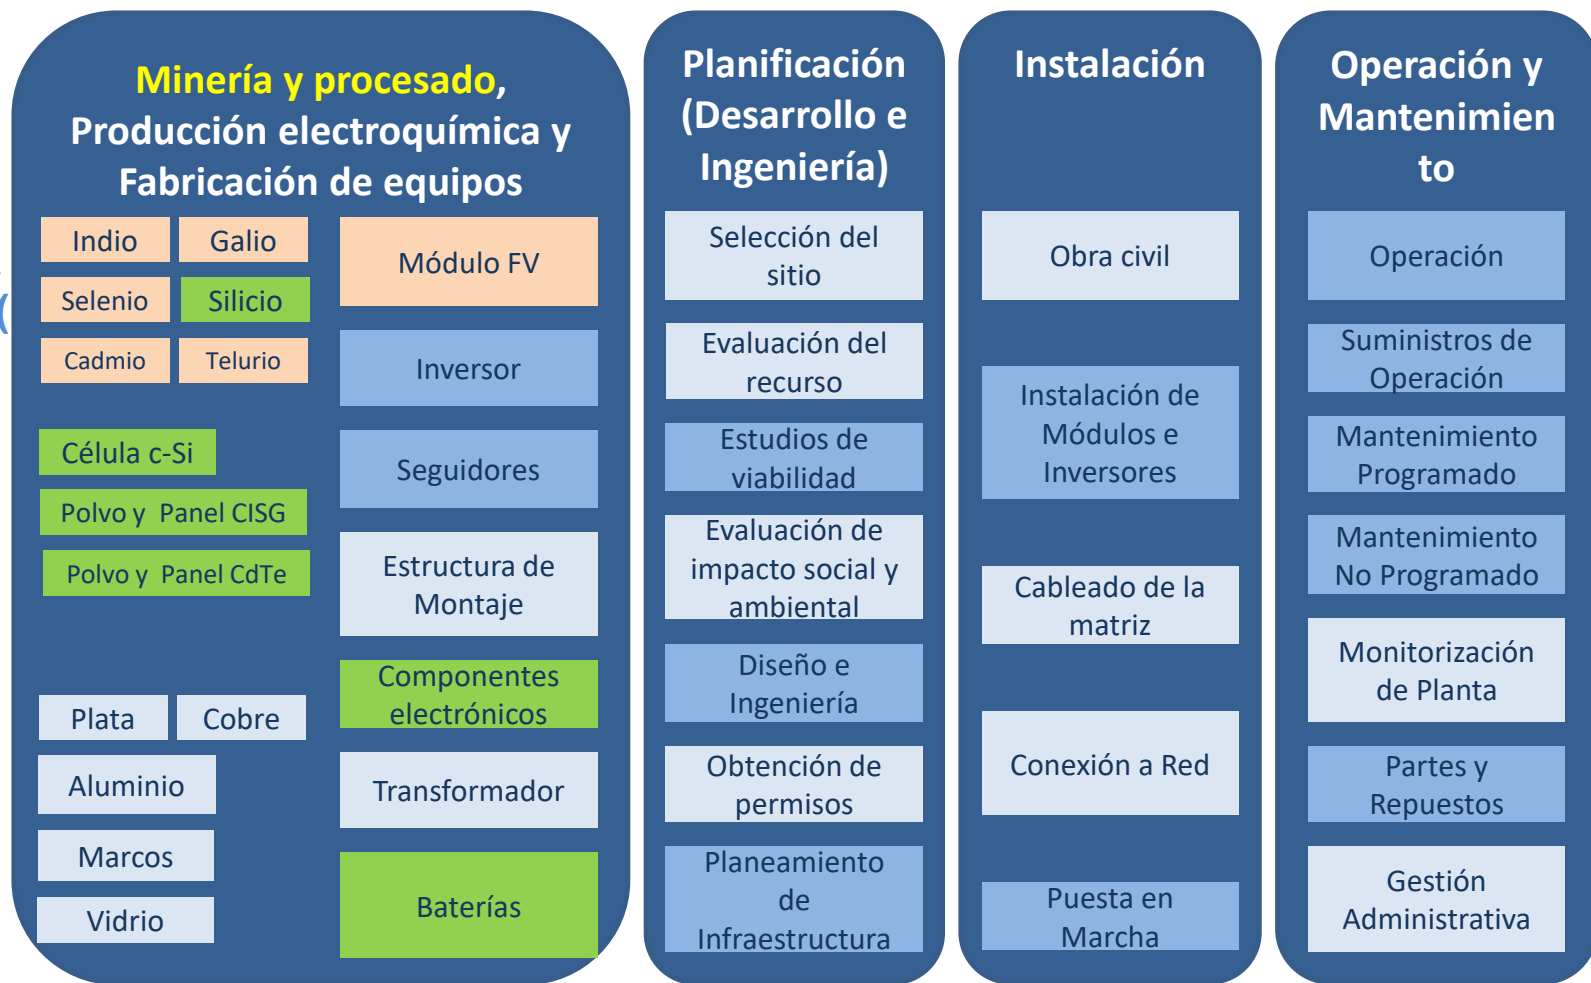 Minería y procesado,
Producción electroquímica y
Fabricación de equipos
Indio
Galio
Selenio
Silicio
(
Cadmio
Telurio
Célula c-Si
Polvo y Panel CISG
Polvo y Panel CdTe
Plata
Cobre
Aluminio
Marcos
Vidrio
Módulo FV
Inversor
Seguidores
Estructura de
Montaje
Componentes
electrónicos
Transformador
Baterías
Planificación
(Desarrollo e
Ingeniería)
Selección del
sitio
Evaluación del
recurso
Estudios de
viabilidad
Evaluación de
impacto social y
ambiental
Diseño e
Ingeniería
Obtención de
permisos
Planeamiento
de
Infraestructura
Instalación
Obra civil
Instalación de
Módulos e
Inversores
Cableado de la
matriz
Conexión a Red
Puesta en
Marcha
Operación y
Mantenimien
to
Operación
Suministros de
Operación
Mantenimiento
Programado
Mantenimiento
No Programado
Monitorización
de Planta
Partes y
Repuestos
Gestión
Administrativa